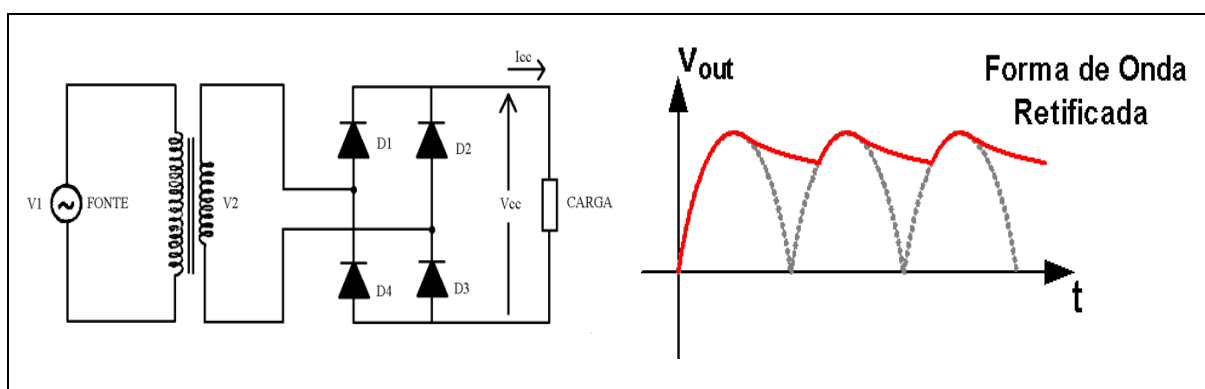 Icc
D1
D2
V1
FONTE
V2
Vcc
CARGA
D4
D3
Vout
Forma de Onda
Retificada
t